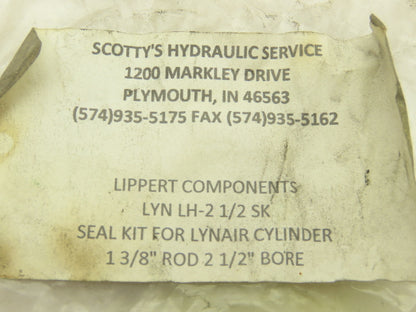 SCOTTY'S HYDRAULIC SERVICE
1200 MARKLEY DRIVE
PLYMOUTH, IN 46563
(574)935-5175 FAX (574)935-5162
LIPPERT COMPONENTS
LYN LH-2 1/2 SK
SEAL KIT FOR LYNAIR CYLINDER
1 3/8" ROD 2 1/2" BORE